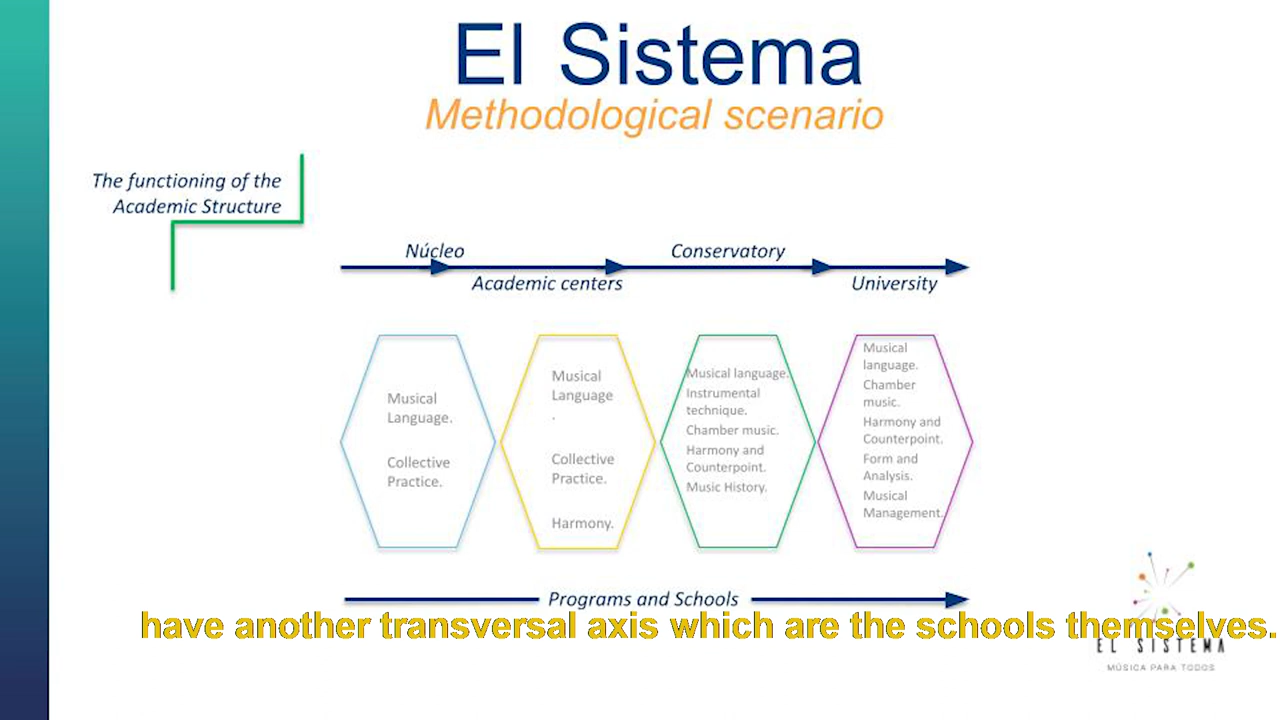 El Sistema
Methodological scenario
The functioning of the
Academic Structure
Núcleo
Conservatory
Academic centers
University
Musical
Language.
Collective
Practice.
Musical
Language
.
Collective
Practice.
Harmony.
Musical language.
Instrumental
technique.
Chamber music.
Harmony and
Counterpoint.
Music History.
Musical
language.
Chamber
music.
Harmony and
Counterpoint.
Form and
Analysis.
Musical
Management.
Programs and Schools
have another transversal axis which are the schools themselves.
EL SISTEMA
MÚSICA PARA TODOS